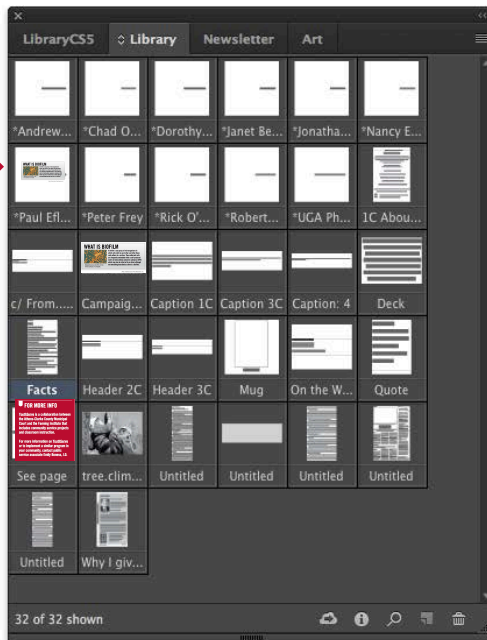 LibraryCS5 Library Newsletter Art
*Andrew... *Chad O... *Dorothy... *Janet Be... *Jonatha... *Nancy E...
WHAT IS BIOFILM
*Paul Efl... *Peter Frey *Rick O'... *Robert... *UGA Ph... 1C Abou...
WHAT IS BIOFILM
c/ From.... Campaig... Caption 1C Caption 3C Caption: 4 Deck
Facts Header 2C Header 3C Mug On the W... Quote
FOR MORE INFO
See page tree.clim... Untitled Untitled Untitled Untitled
Untitled Why I giv...
32 of 32 shown